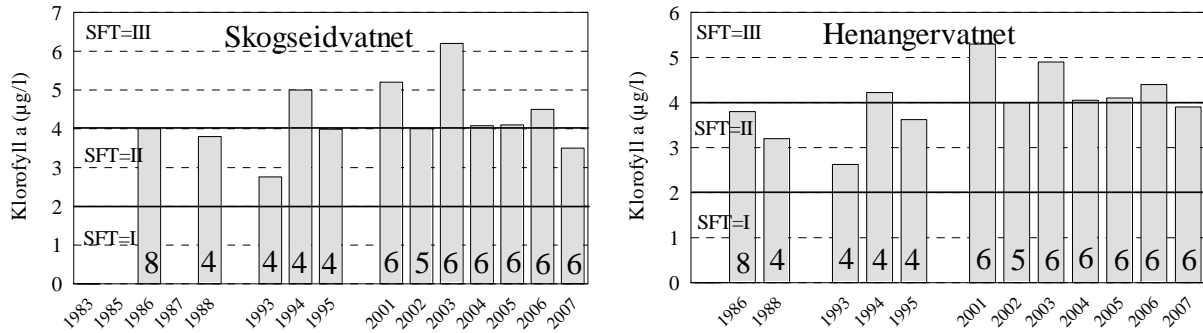 Skogseidvatnet
Klorofyll a (µg/l)
7
6
5
4
3
2
1
0
SFT=III
SFT=II
SFT=I
8 4 4 4 4 6 5 6 6 6 6 6
1983 1985 1986 1987 1988 1993 1994 1995 2001 2002 2003 2004 2005 2006 2007
Henangervatnet
Klorofyll a (µg/l)
6
5
4
3
2
1
0
SFT=III
SFT=II
SFT=I
8 4 4 4 4 6 5 6 6 6 6 6
1986 1988 1993 1994 1995 2001 2002 2003 2004 2005 2006 2007